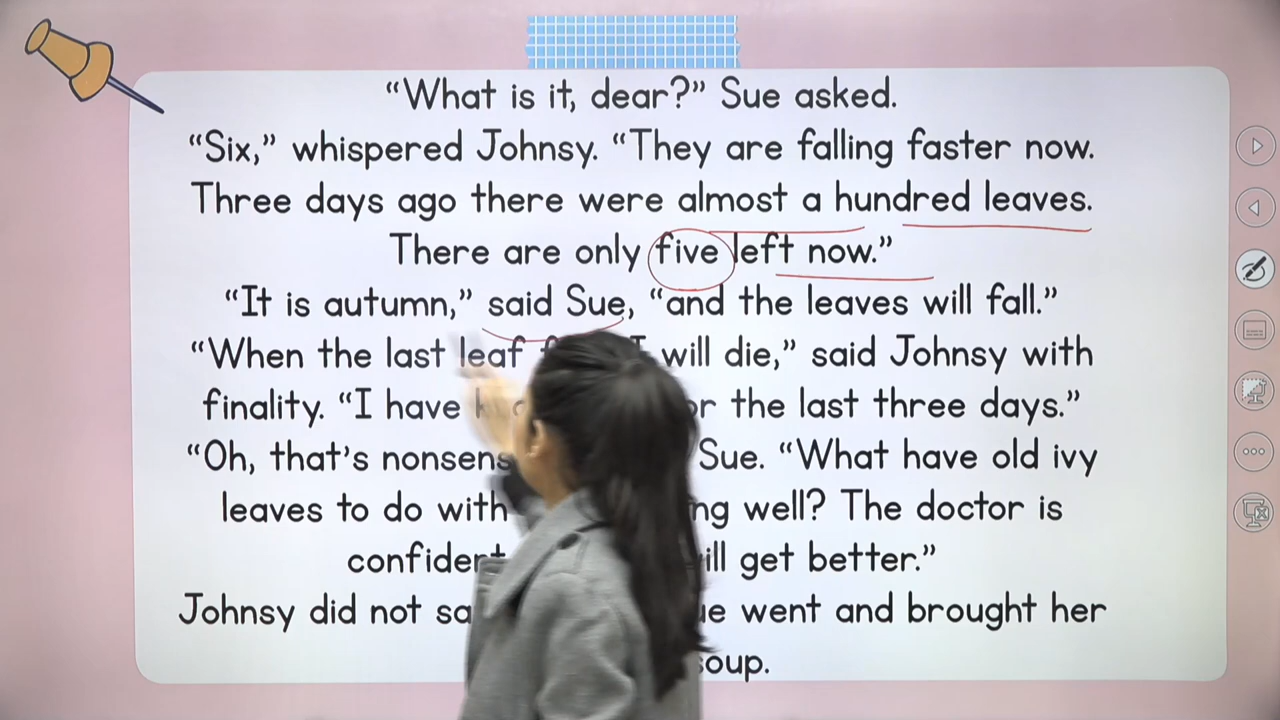 “What is it, dear?” Sue asked.
“Six,” whispered Johnsy. “They are falling faster now.
Three days ago there were almost a hundred leaves.
There are only five left now.”
“It is autumn,” said Sue, “and the leaves will fall.”
“When the last leaf will die,” said Johnsy with
finality. “I have the last three days.”
“Oh, that's Sue. “What have old ivy
leaves to do with well? The doctor is
get better.”
Johnsy did not went and brought her